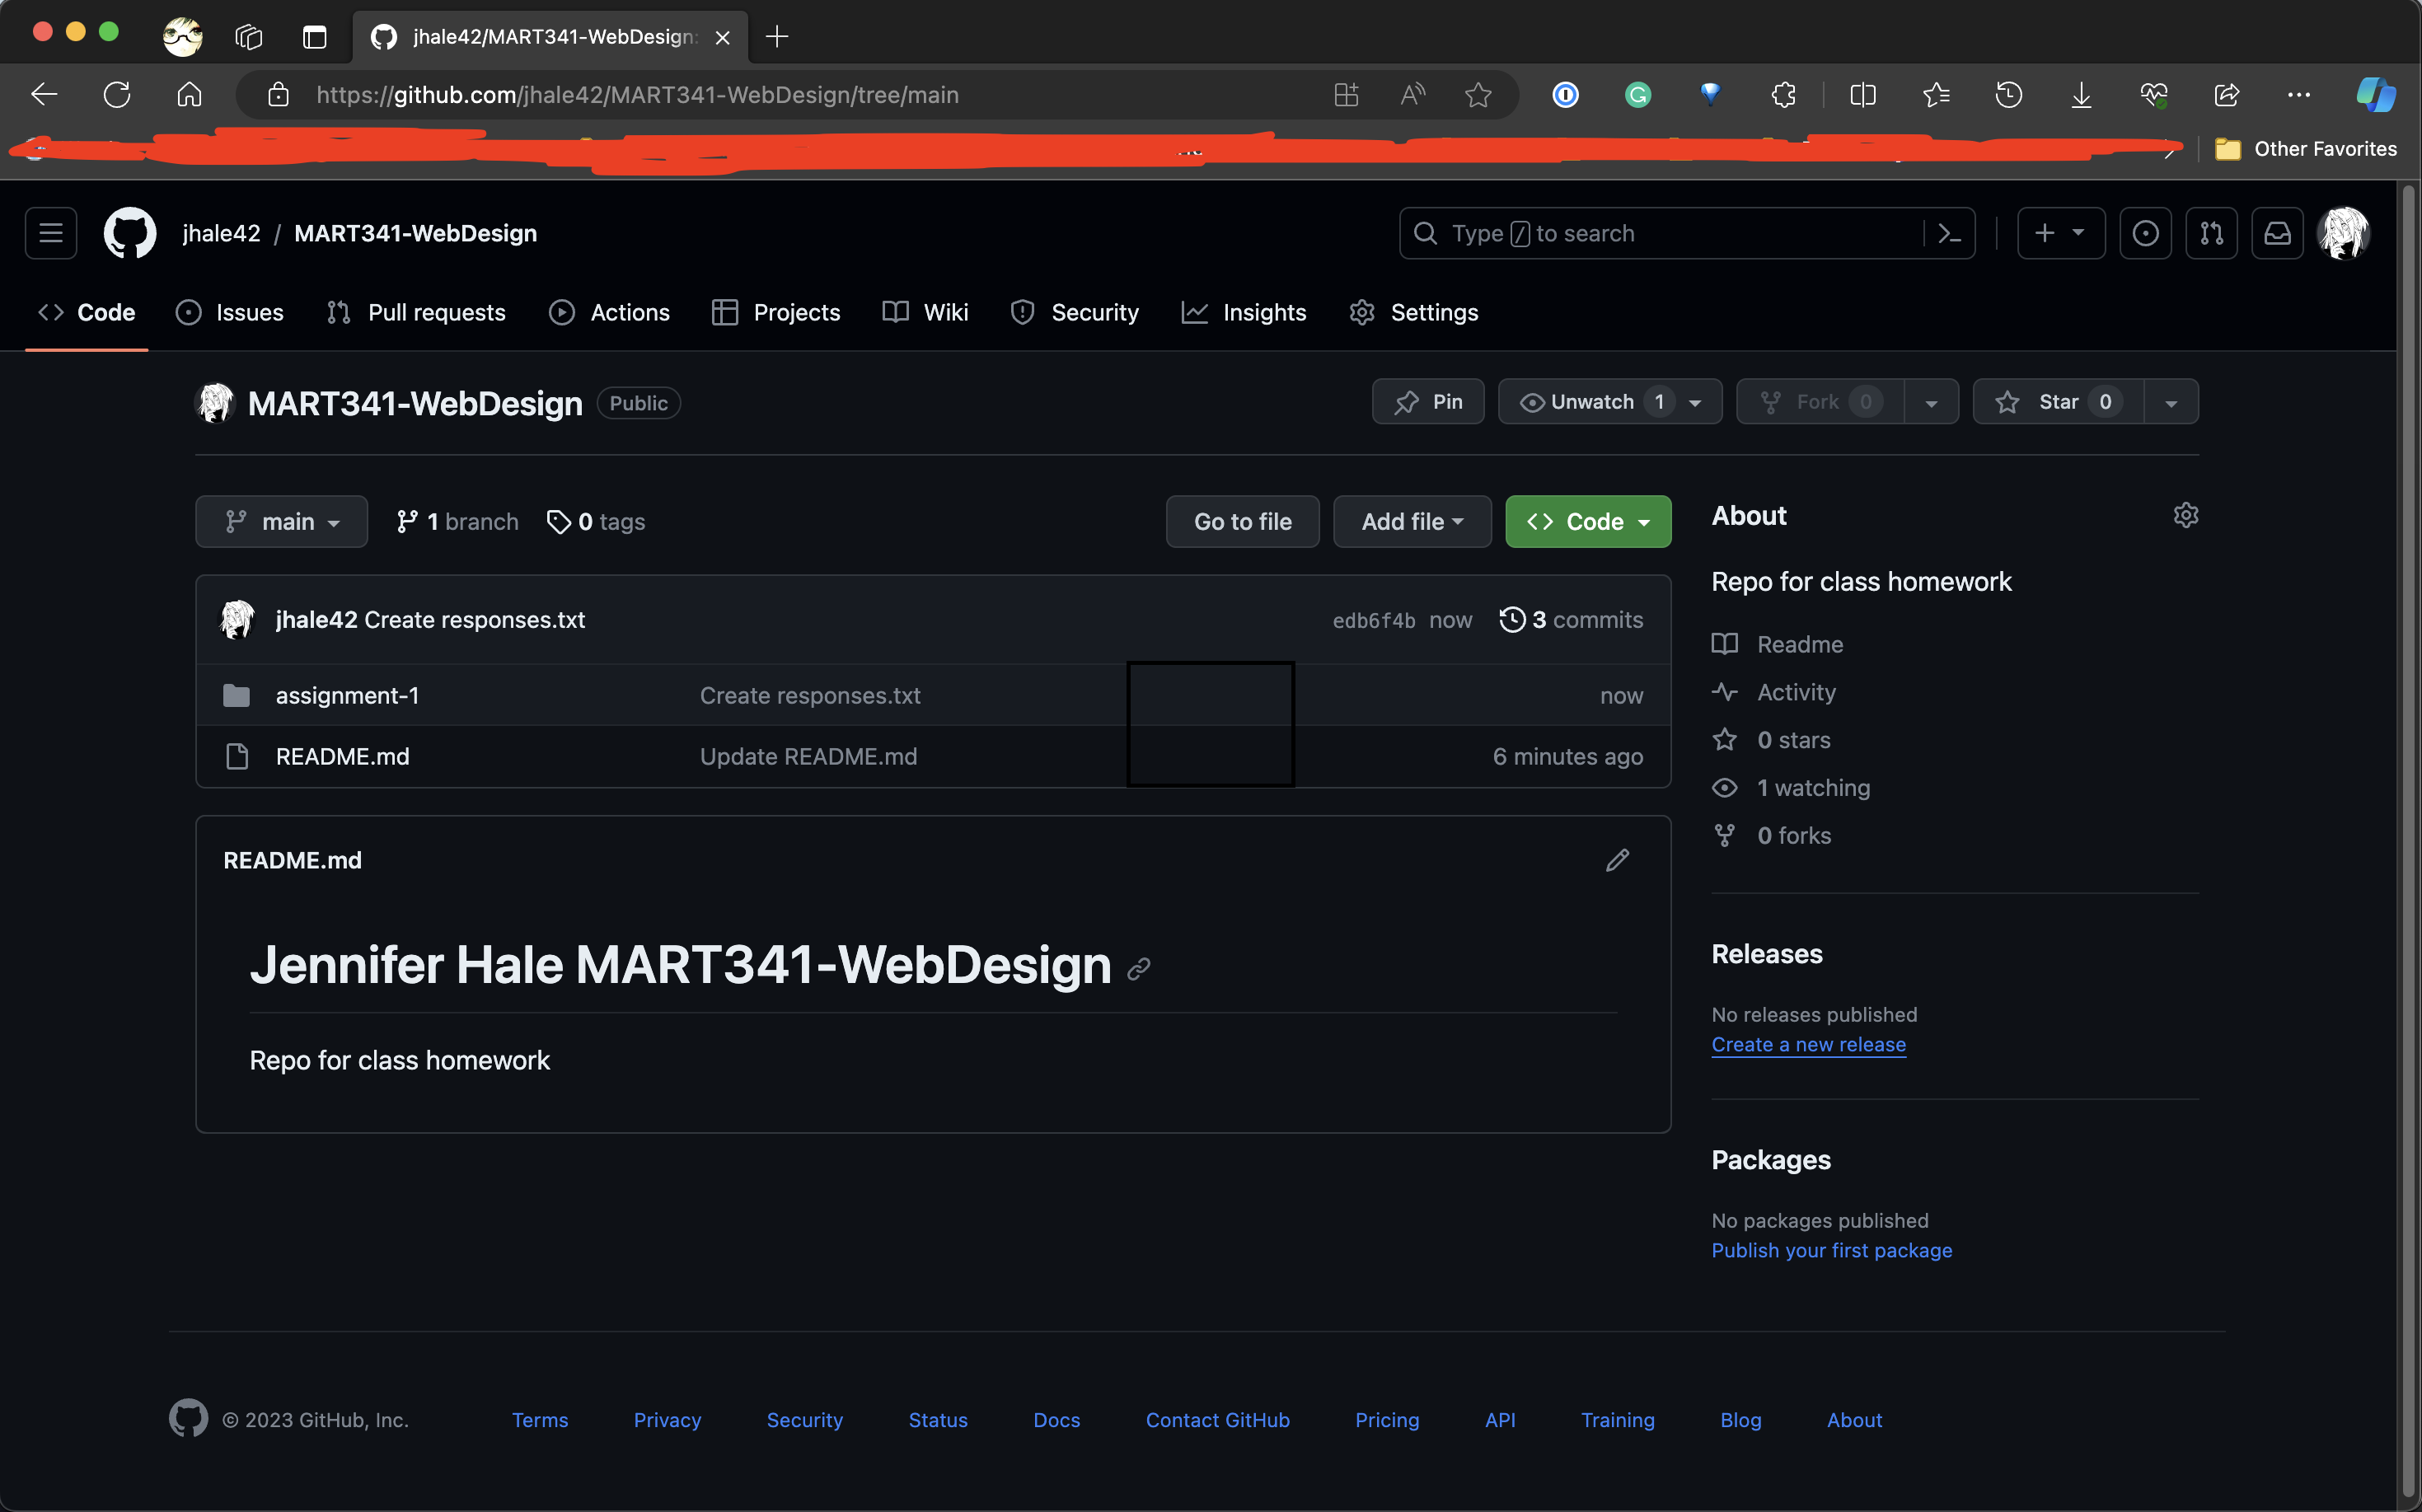 jhale42/MART341-WebDesign:
https://github.com/jhale42/MART341-WebDesign/tree/main
Other Favorites
jhale42 / MART341-WebDesign
Type / to search
Code Issues Pull requests Actions Projects Wiki Security Insights Settings
MART341-WebDesign Public
Pin Unwatch 1 Fork 0 Star 0
main 1 branch 0 tags Go to file Add file Code
jhale42 Create responses.txt edb6f4b now 3 commits
assignment-1 Create responses.txt now
README.md Update README.md 6 minutes ago
README.md
Jennifer Hale MART341-WebDesign
Repo for class homework
About
Repo for class homework
Readme
Activity
0 stars
1 watching
0 forks
Releases
No releases published
Create a new release
Packages
No packages published
Publish your first package
© 2023 GitHub, Inc. Terms Privacy Security Status Docs Contact GitHub Pricing API Training Blog About